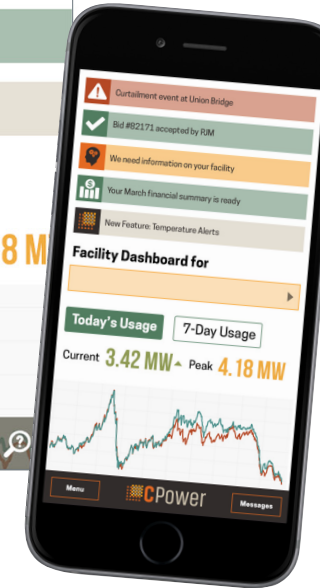 8 M
Curtailment event at Union Bridge
Bid #82171 accepted by PJM
We need information on your facility
Your March financial summary is ready
New Feature: Temperature Alerts
Facility Dashboard for
Today's Usage 7-Day Usage
Current 3.42 MW Peak 4.18 MW
Menu CPower Messages